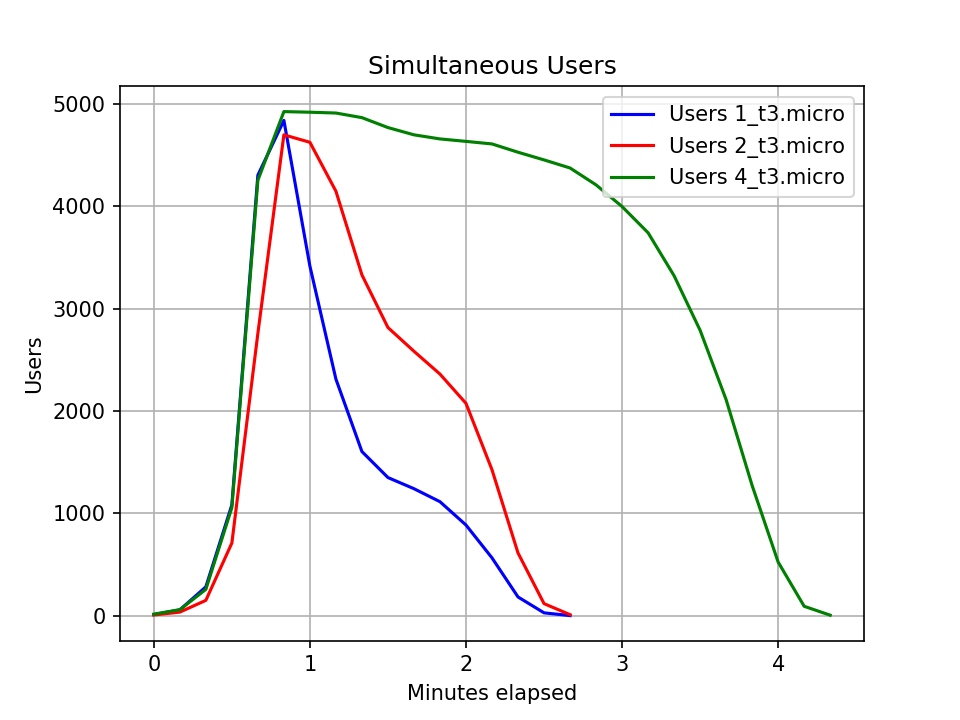 Simultaneous Users
Users 1_t3.micro
Users 2_t3.micro
Users 4_t3.micro
Users
5000
4000
3000
2000
1000
0
0 1 2 3 4
Minutes elapsed